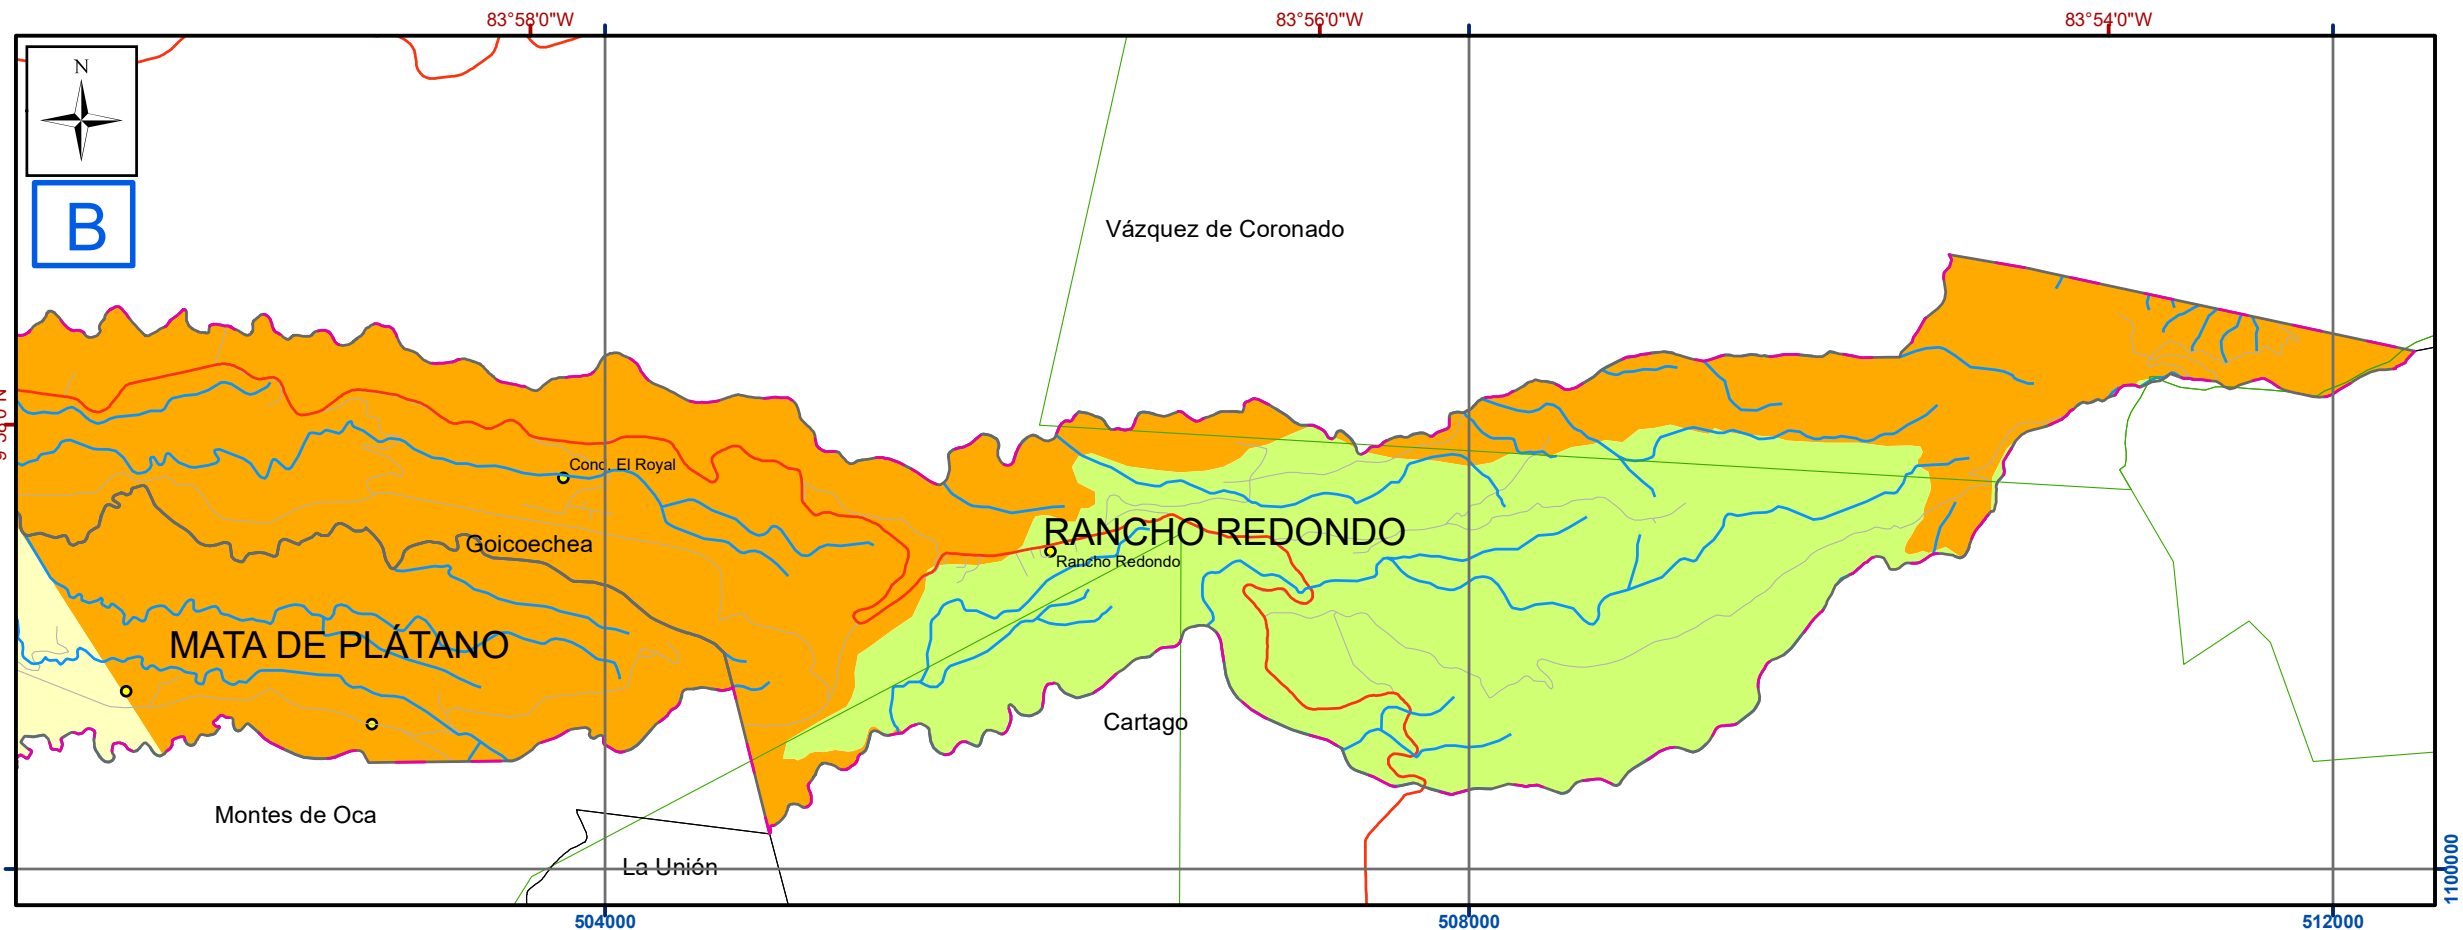 83°58'0"W
83°56'0"W
83°54'0"W
N
B
Vázquez de Coronado
Cond. El Royal
RANCHO REDONDO
Goicoechea
Rancho Redondo
MATA DE PLÁTANO
Cartago
Montes de Oca
La Unión
1100000
504000
508000
512000